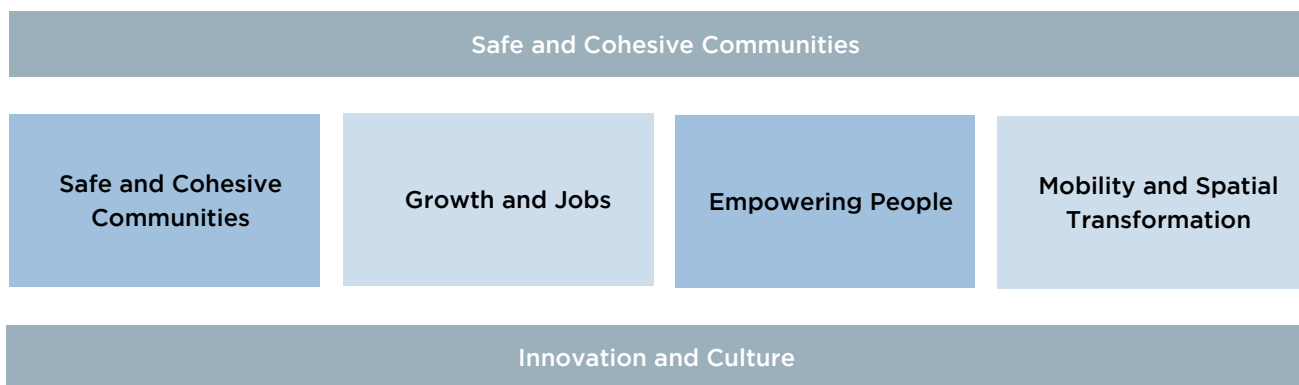 Safe and Cohesive Communities
Safe and Cohesive
Communities
Growth and Jobs
Empowering People
Mobility and Spatial
Transformation
Innovation and Culture